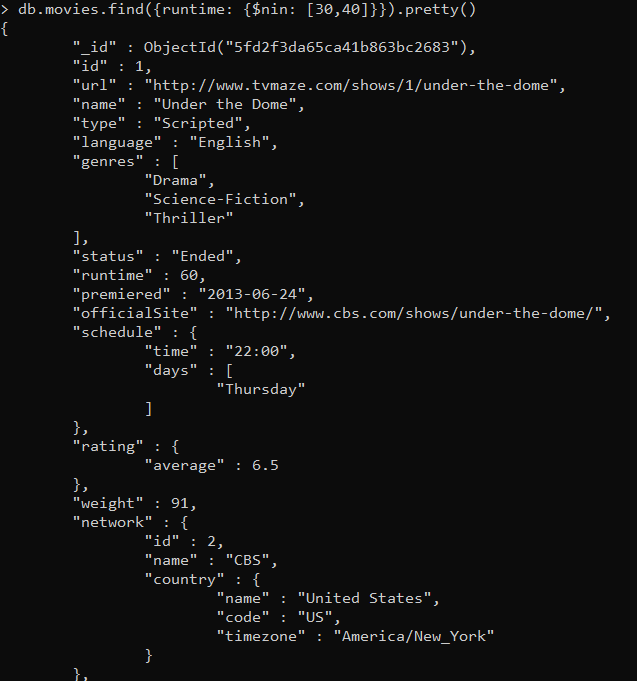 > db.movies.find({runtime: {$nin: [30,40]}}).pretty()
{
        "_id" : ObjectId("5fd2f3da65ca41b863bc2683"),
        "id" : 1,
        "url" : "http://www.tvmaze.com/shows/1/under-the-dome",
        "name" : "Under the Dome",
        "type" : "Scripted",
        "language" : "English",
        "genres" : [
                "Drama",
                "Science-Fiction",
                "Thriller"
        ],
        "status" : "Ended",
        "runtime" : 60,
        "premiered" : "2013-06-24",
        "officialSite" : "http://www.cbs.com/shows/under-the-dome/",
        "schedule" : {
                "time" : "22:00",
                "days" : [
                        "Thursday"
                ]
        },
        "rating" : {
                "average" : 6.5
        },
        "weight" : 91,
        "network" : {
                "id" : 2,
                "name" : "CBS",
                "country" : {
                        "name" : "United States",
                        "code" : "US",
                        "timezone" : "America/New_York"
                }
        },